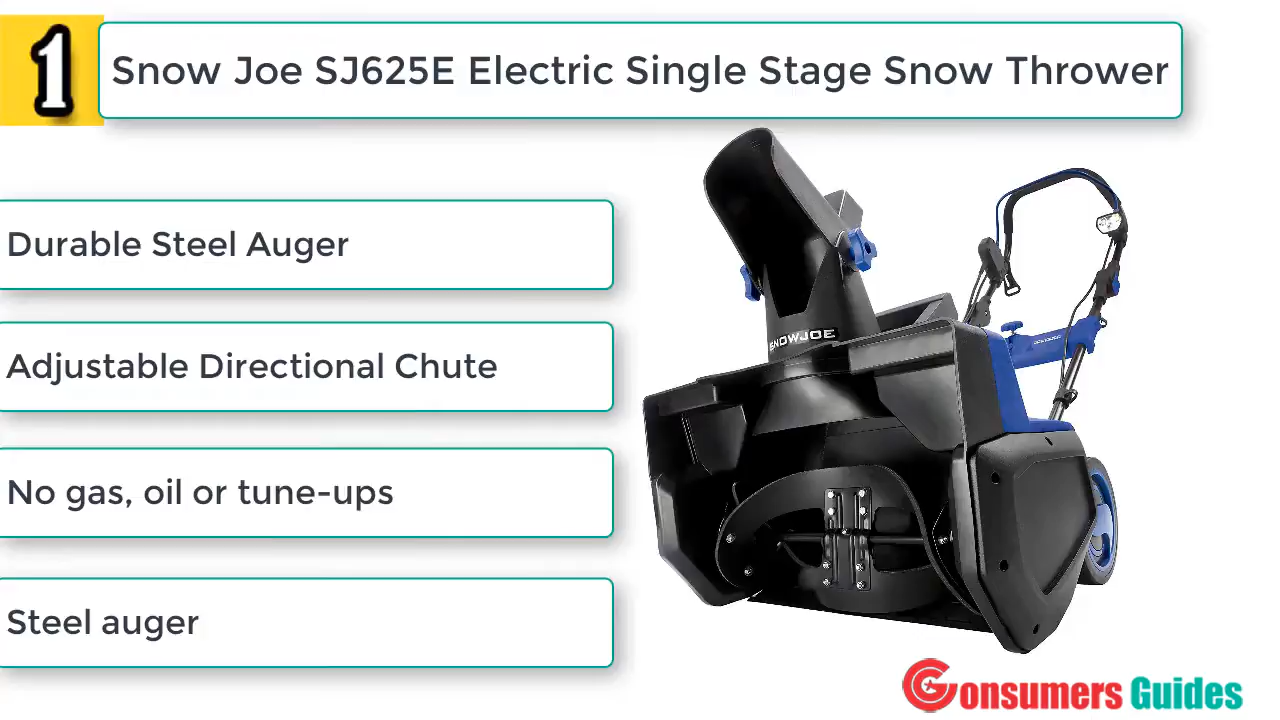 1
Snow Joe SJ625E Electric Single Stage Snow Thrower
Durable Steel Auger
Adjustable Directional Chute
No gas, oil or tune-ups
Steel auger
SNOWJOE
Consumers Guides